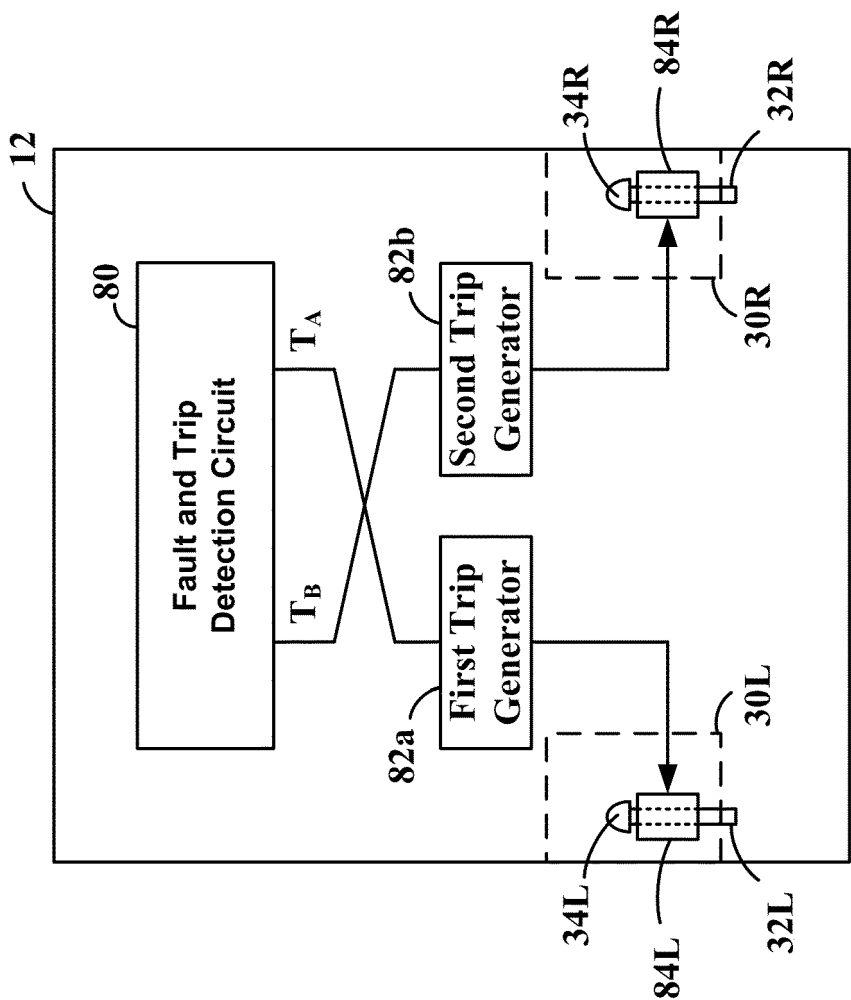 12
80
Fault and Trip
Detection Circuit
T_B
T_A
82a
First Trip
Generator
82b
Second Trip
Generator
34L
84L
32L
30L
34R
84R
32R
30R